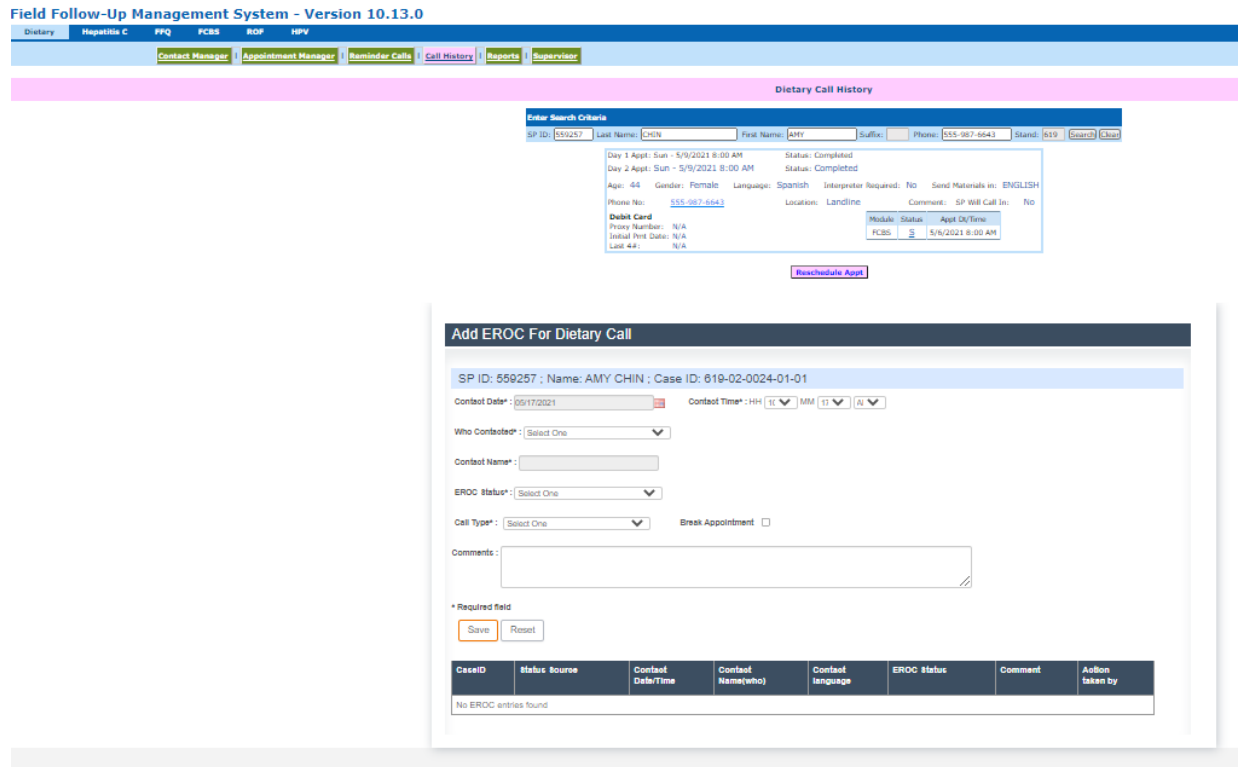 Field Follow-Up Management System - Version 10.13.0
Dietary Hepatitis C FFQ FCBS ROF HPV
Contact Manager | Appointment Manager | Reminder Calls | Call History | Reports | Supervisor
Dietary Call History
Enter Search Criteria
SP ID: 559257 Last Name: CHIN First Name: AMY Suffix: Phone: 555-987-6643 Stand: 619 Search Clear
Day 1 Appt: Sun - 5/9/2021 8:00 AM Status: Completed
Day 2 Appt: Sun - 5/9/2021 8:00 AM Status: Completed
Age: 44 Gender: Female Language: Spanish Interpreter Required: No Send Materials in: ENGLISH
Phone No: 555-987-6643 Location: Landline Comment: SP Will Call In: No
Debit Card
Proxy Number: N/A
Initial Pmt Date: N/A
Last 4#: N/A
Module Status Appt Dt/Time
FCBS S 5/6/2021 8:00 AM
Reschedule Appt
Add EROC For Dietary Call
SP ID: 559257 ; Name: AMY CHIN ; Case ID: 619-02-0024-01-01
Contact Date* : 05/17/2021 Contact Time* : HH MM
Who Contacted* : Select One
Contact Name* :
EROC Status* : Select One
Call Type* : Select One Break Appointment
Comments :
* Required field
Save Reset
CaseID Status Source Contact Date/Time Contact Name(who) Contact language EROC Status Comment Action taken by
No EROC entries found